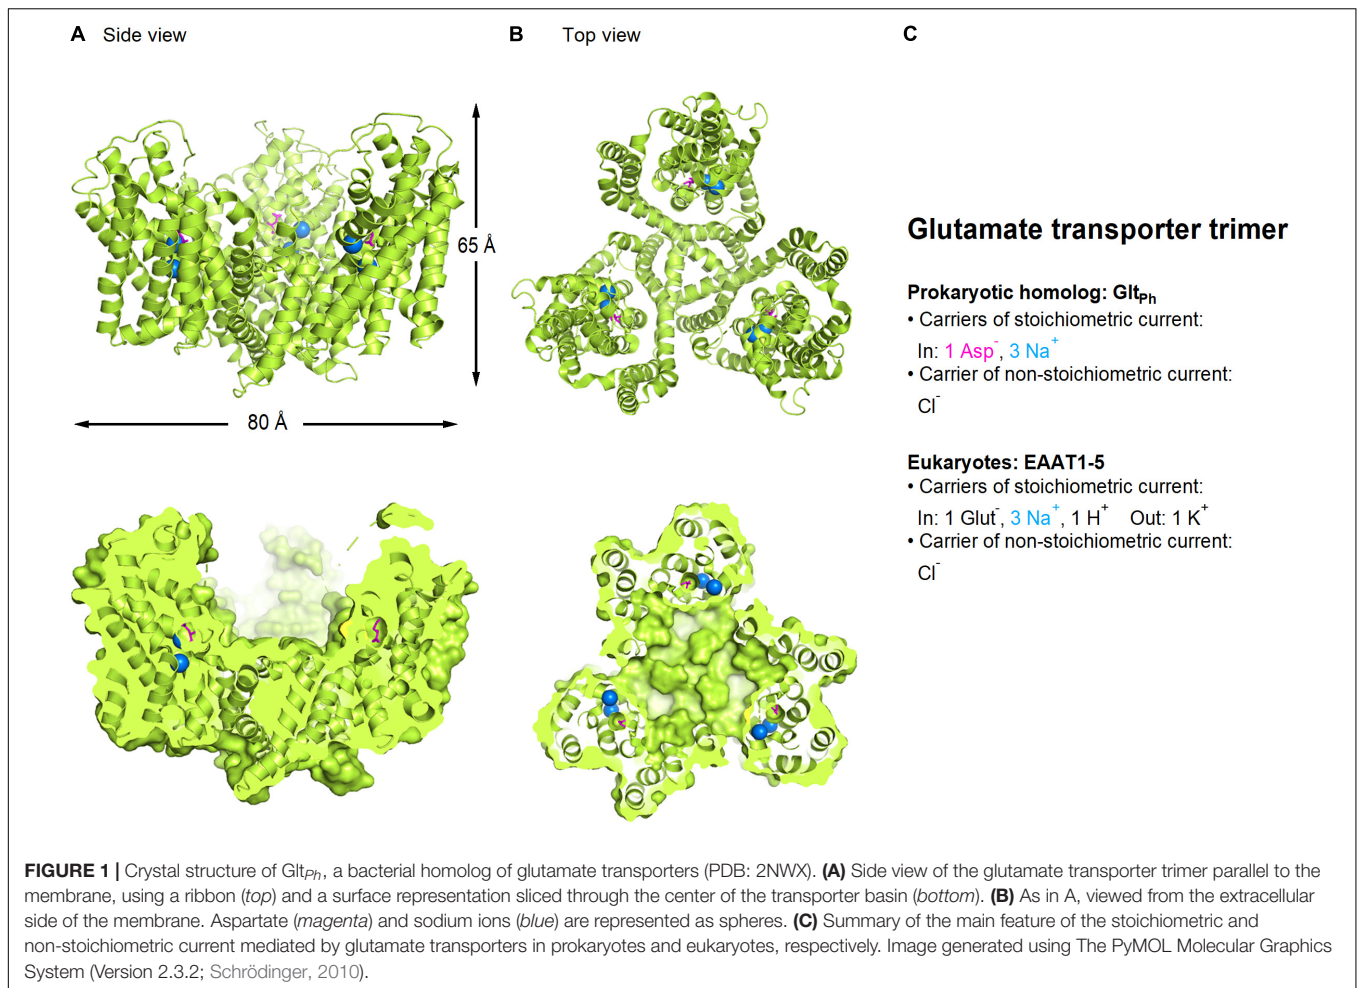 A Side view
B Top view
C
65 Å
80 Å
Glutamate transporter trimer
Prokaryotic homolog: Glt_Ph
• Carriers of stoichiometric current:
In: 1 Asp⁻, 3 Na⁺
• Carrier of non-stoichiometric current:
Cl⁻
Eukaryotes: EAAT1-5
• Carriers of stoichiometric current:
In: 1 Glut⁻, 3 Na⁺, 1 H⁺ Out: 1 K⁺
• Carrier of non-stoichiometric current:
Cl⁻
FIGURE 1 | Crystal structure of Glt_Ph, a bacterial homolog of glutamate transporters (PDB: 2NWX). (A) Side view of the glutamate transporter trimer parallel to the
membrane, using a ribbon (top) and a surface representation sliced through the center of the transporter basin (bottom). (B) As in A, viewed from the extracellular
side of the membrane. Aspartate (magenta) and sodium ions (blue) are represented as spheres. (C) Summary of the main feature of the stoichiometric and
non-stoichiometric current mediated by glutamate transporters in prokaryotes and eukaryotes, respectively. Image generated using The PyMOL Molecular Graphics
System (Version 2.3.2; Schrödinger, 2010).